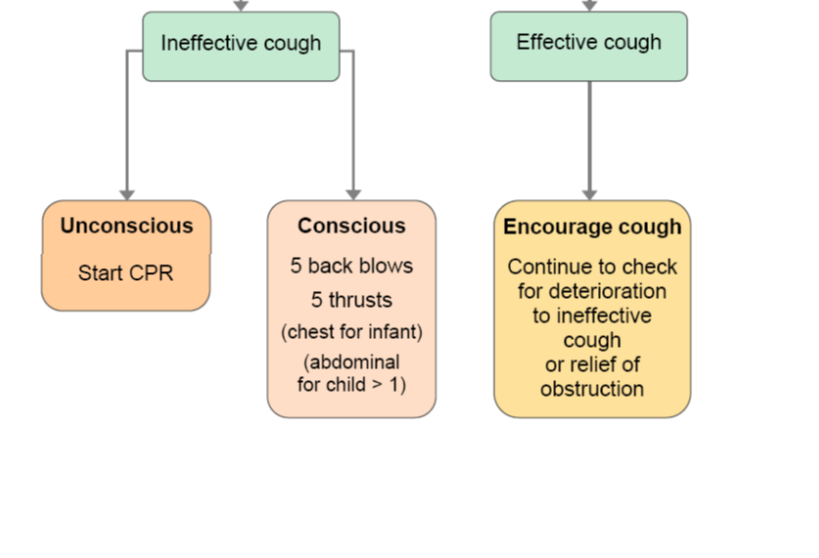 Ineffective cough
Effective cough
Unconscious
Start CPR
Conscious
5 back blows
5 thrusts
(chest for infant)
(abdominal
for child > 1)
Encourage cough
Continue to check
for deterioration
to ineffective
cough
or relief of
obstruction